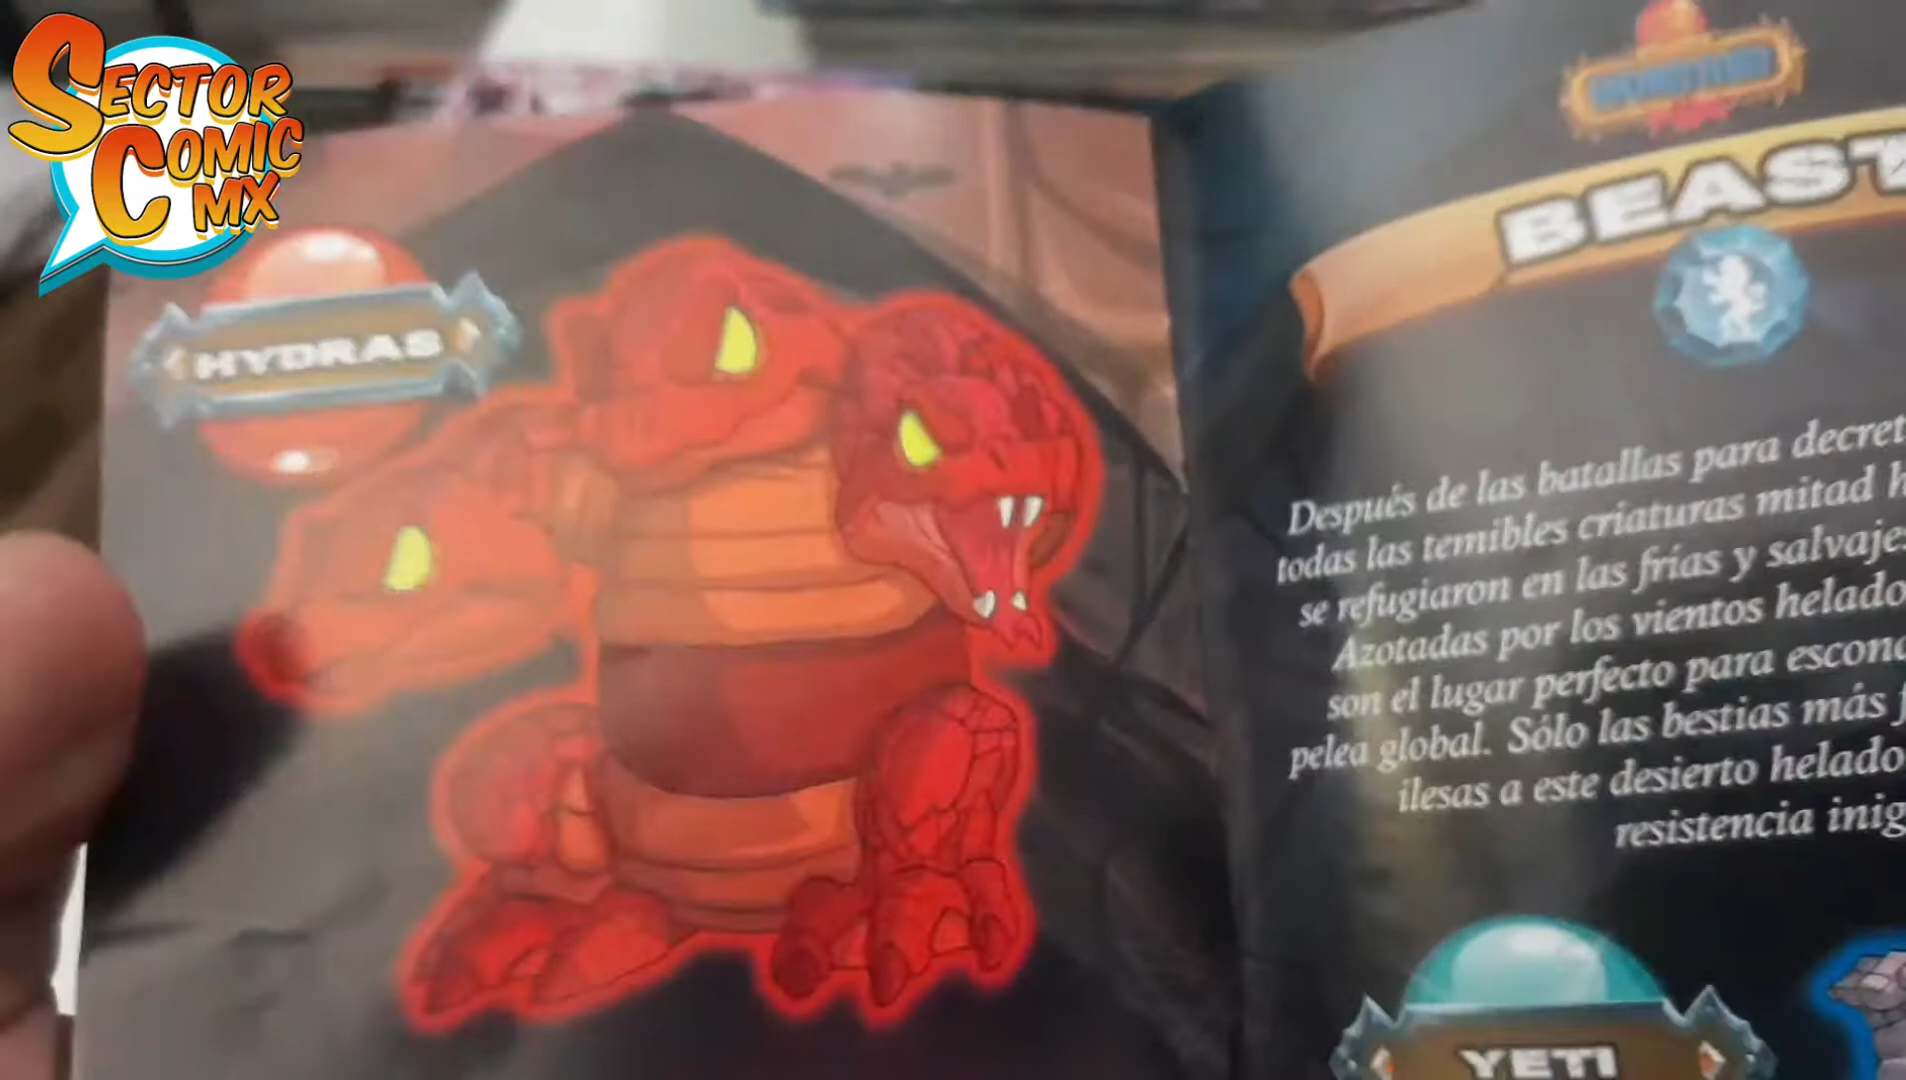 SECTOR
COMIC
MX
HYDRAS
BEAST
Después de las batallas para decret
todas las temibles criaturas mitad h
se refugiaron en las frías y salvajes
Azotadas por los vientos helado
son el lugar perfecto para escond
pelea global. Sólo las bestias más f
ilesas a este desierto helado
resistencia inig
YETI